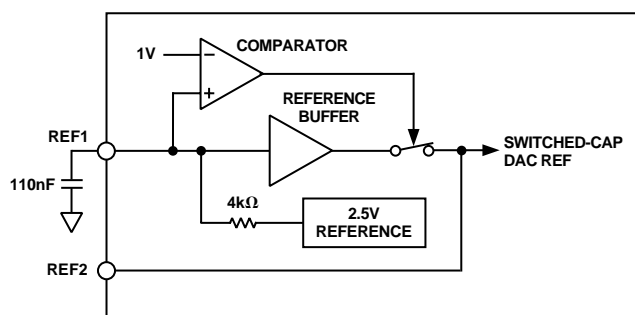 COMPARATOR
1V
−
+
REFERENCE
BUFFER
REF1
SWITCHED-CAP
DAC REF
110nF
4kΩ
2.5V
REFERENCE
REF2